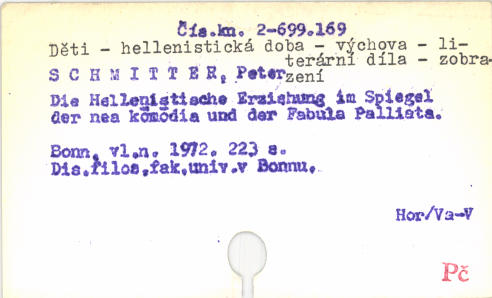 Čís.kn. 2-699.169
Děti - hellenistická doba - výchova - li-
terární díla - zobra-
zení
S C H M I T T E R, Peter
Die Hellenistische Erziehung im Spiegel
der nea kōmōdia und der Fabula Palliata.
Bonn, vl.n. 1972. 223 s.
Dis.filos.fak.univ.v Bonnu.
Hor/Va-V
Pč